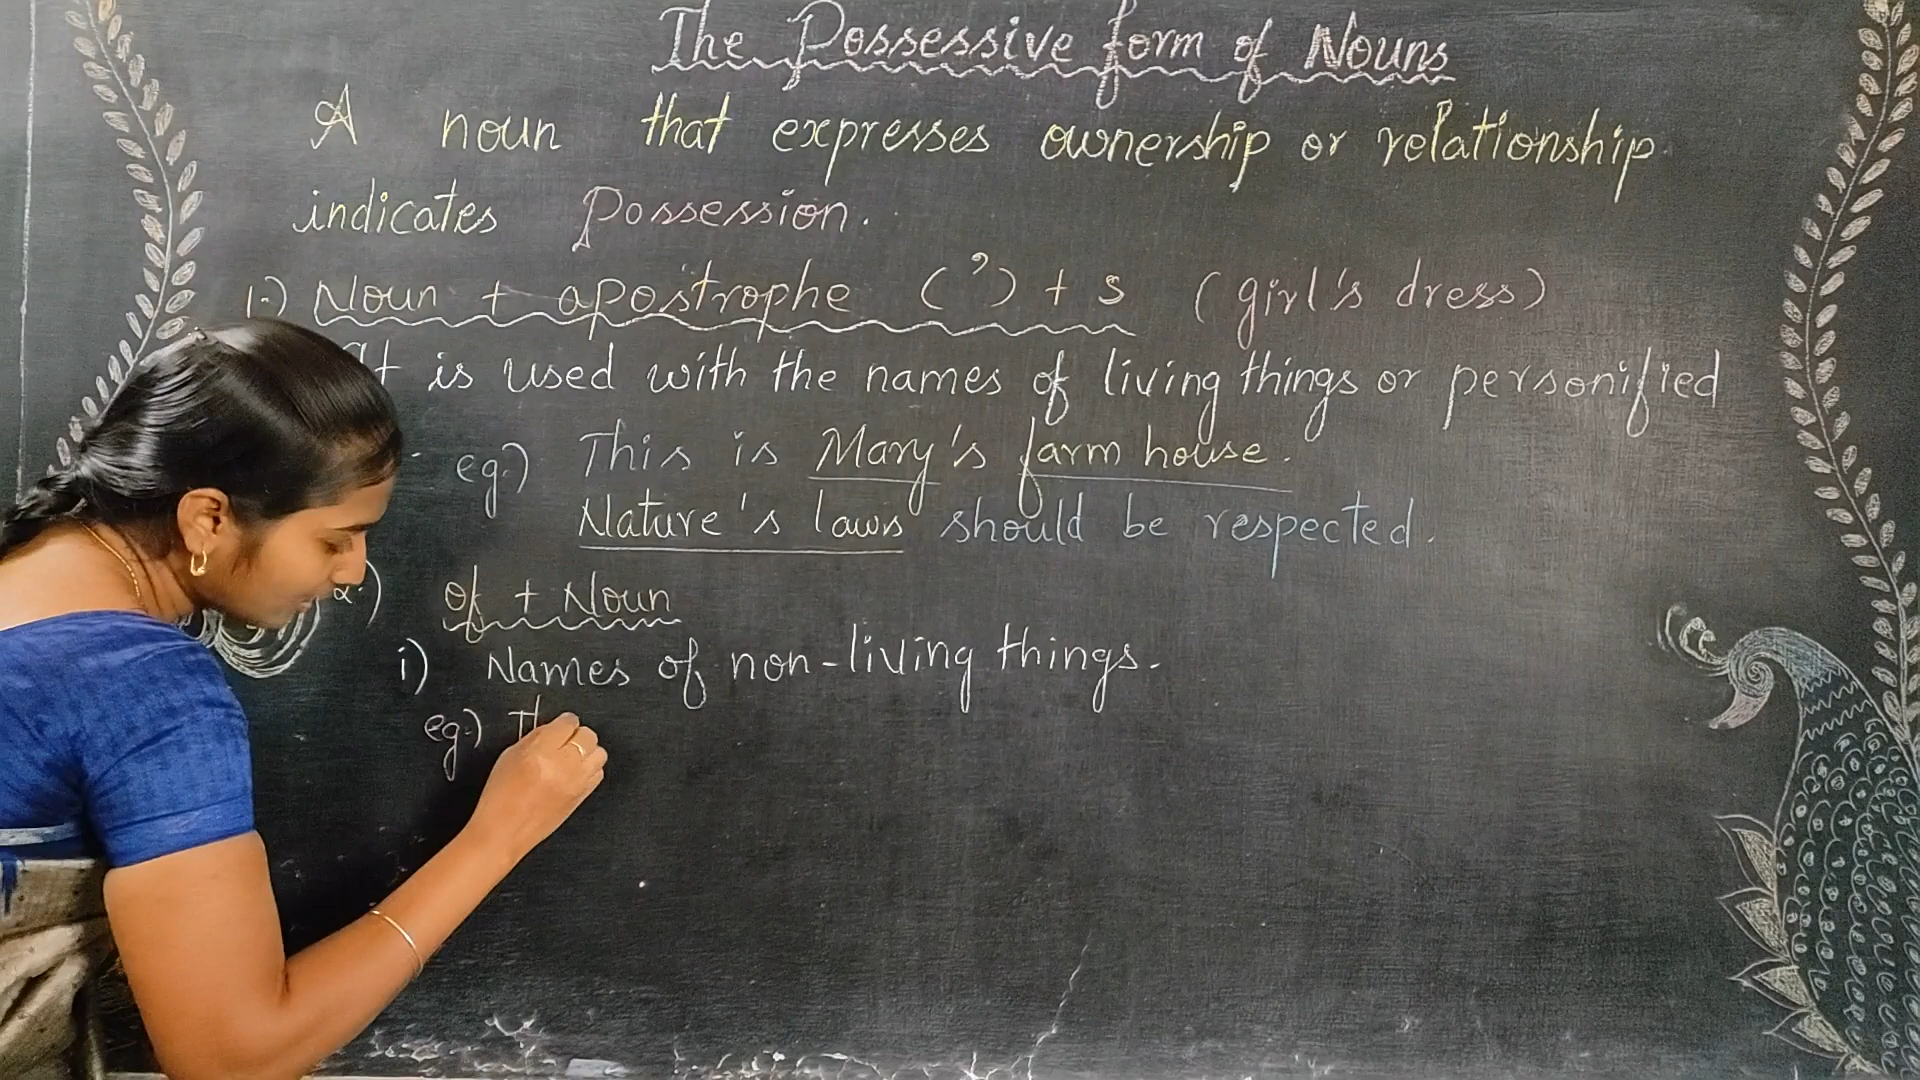 The Possessive form of Nouns
A noun that expresses ownership or relationship
indicates Possession.
1.) Noun + apostrophe (’) + s (girl's dress)
It is used with the names of living things or personified
eg.) This is Mary's farm house.
Nature's laws should be respected.
2.) of + Noun
i) Names of non-living things.
eg.)